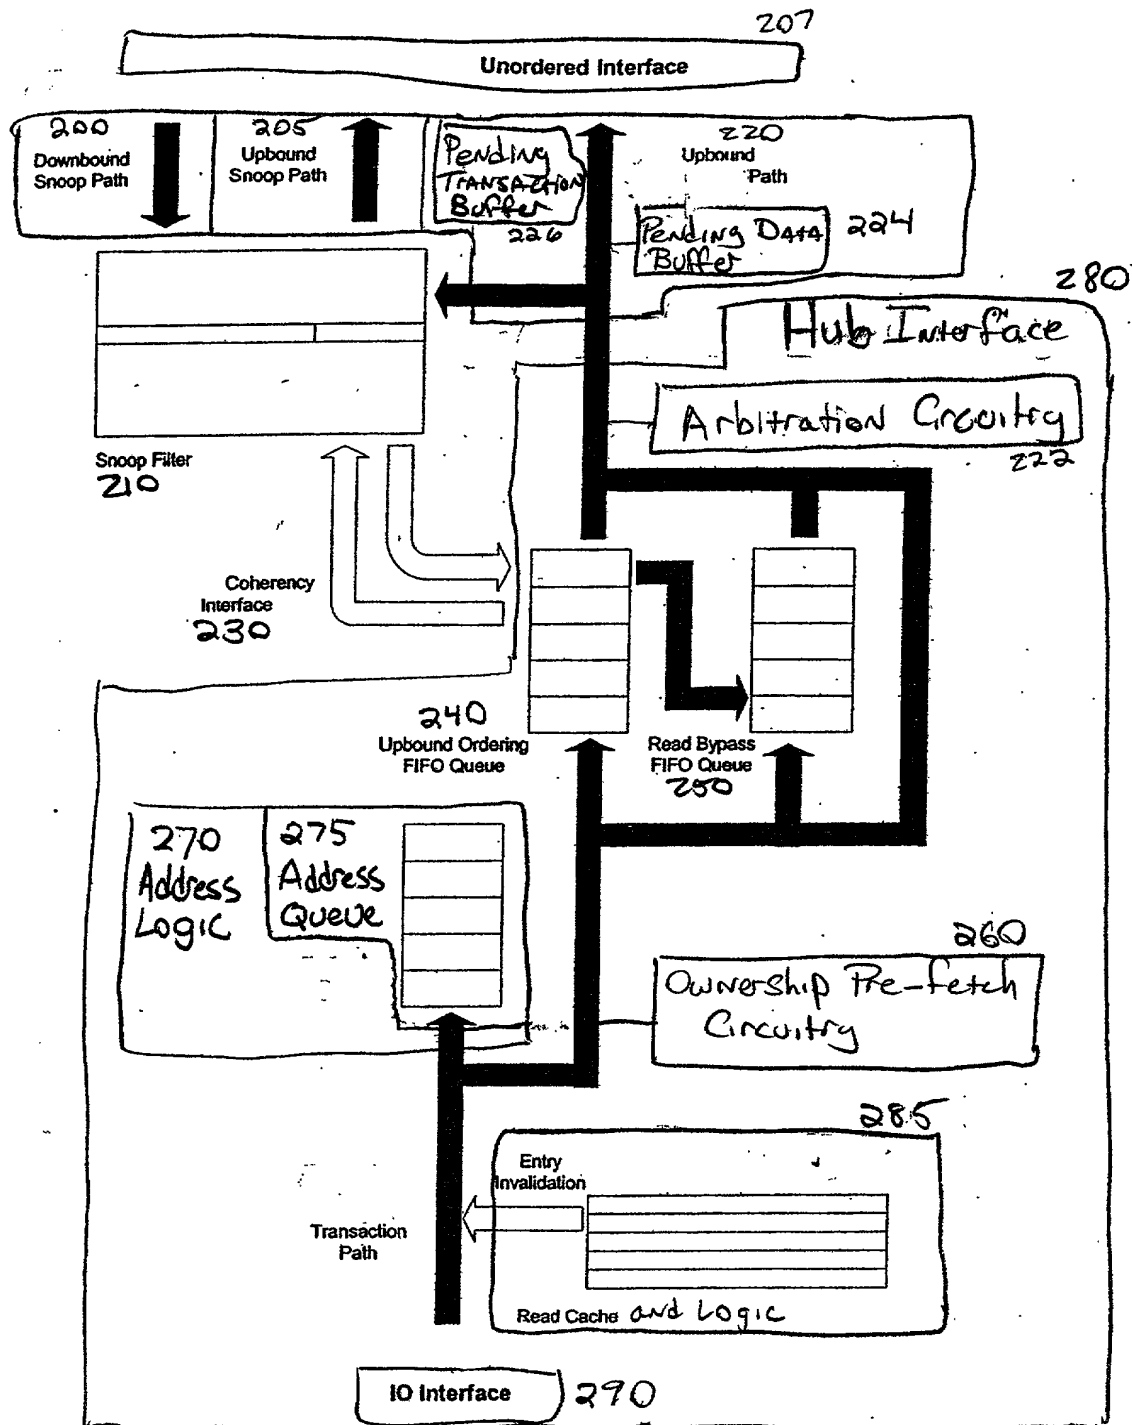 207
Unordered Interface
200
Downbound
Snoop Path
205
Upbound
Snoop Path
Pending
Transaction
Buffer
226
220
Upbound
Path
Pending Data
Buffer
224
280
Hub Interface
Arbitration Circuitry
222
Snoop Filter
210
Coherency
Interface
230
240
Upbound Ordering
FIFO Queue
Read Bypass
FIFO Queue
250
270
Address
Logic
275
Address
Queue
260
Ownership Pre-fetch
Circuitry
285
Entry
Invalidation
Transaction
Path
Read Cache and Logic
IO Interface
290